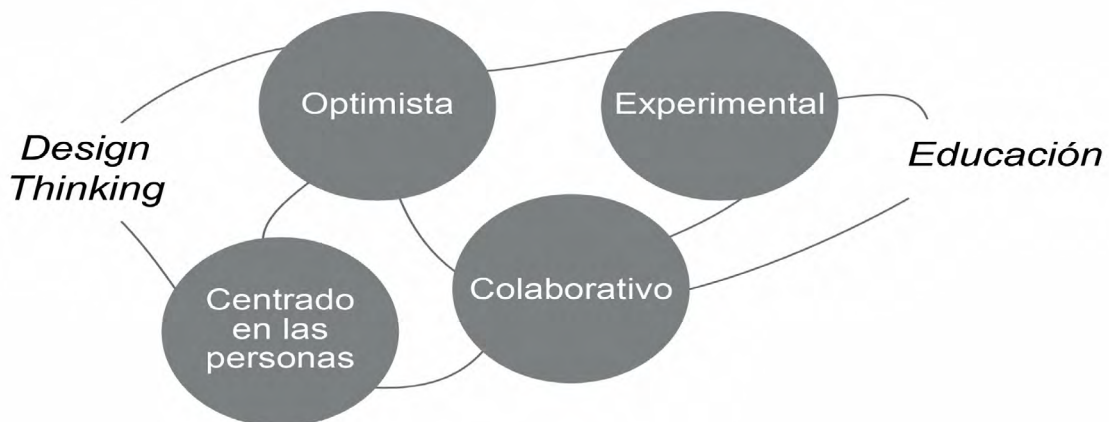 Design
Thinking
Optimista
Experimental
Educación
Centrado
en las
personas
Colaborativo